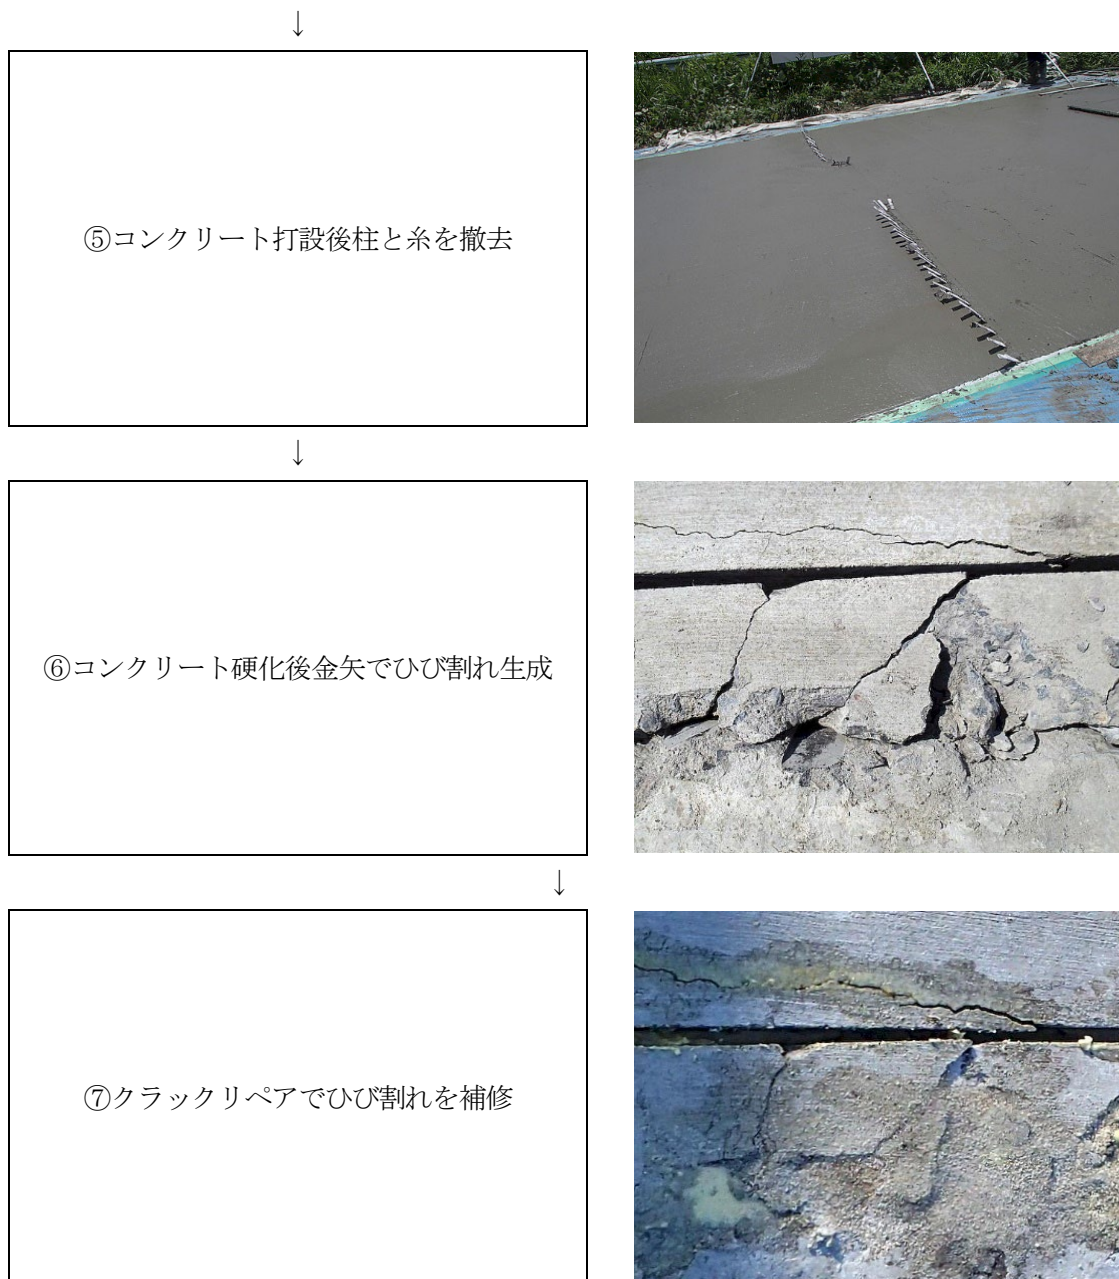 ↓
⑤コンクリート打設後柱と糸を撤去
↓
⑥コンクリート硬化後金矢でひび割れ生成
↓
⑦クラックリペアでひび割れを補修